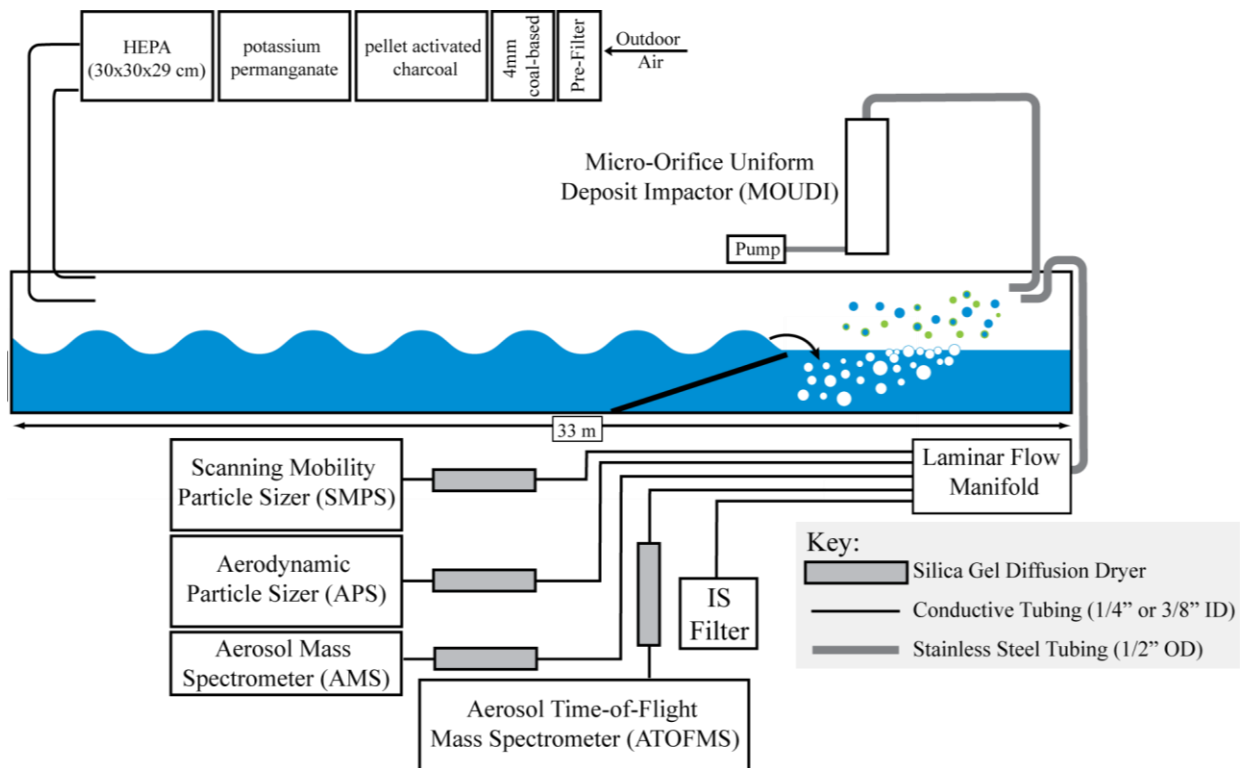 HEPA
(30x30x29 cm)
potassium
permanganate
pellet activated
charcoal
4mm
coal-based
Pre-Filter
Outdoor
Air
Micro-Orifice Uniform
Deposit Impactor (MOUDI)
Pump
33 m
Scanning Mobility
Particle Sizer (SMPS)
Aerodynamic
Particle Sizer (APS)
Aerosol Mass
Spectrometer (AMS)
Aerosol Time-of-Flight
Mass Spectrometer (ATOFMS)
IS
Filter
Laminar Flow
Manifold
Key:
Silica Gel Diffusion Dryer
Conductive Tubing (1/4” or 3/8” ID)
Stainless Steel Tubing (1/2” OD)